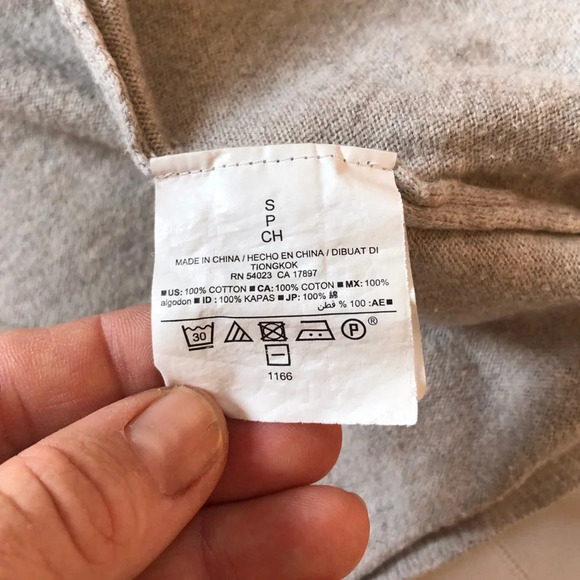 S
P
CH
MADE IN CHINA / HECHO EN CHINA / DIBUAT DI
TIONGKOK
RN 54023 CA 17897
■ US: 100% COTTON ■ CA: 100% COTON ■ MX: 100%
algodon ■ ID : 100% KAPAS ■ JP: 100% 綿 قطن % 100 :AE ■
30
P
®
1166